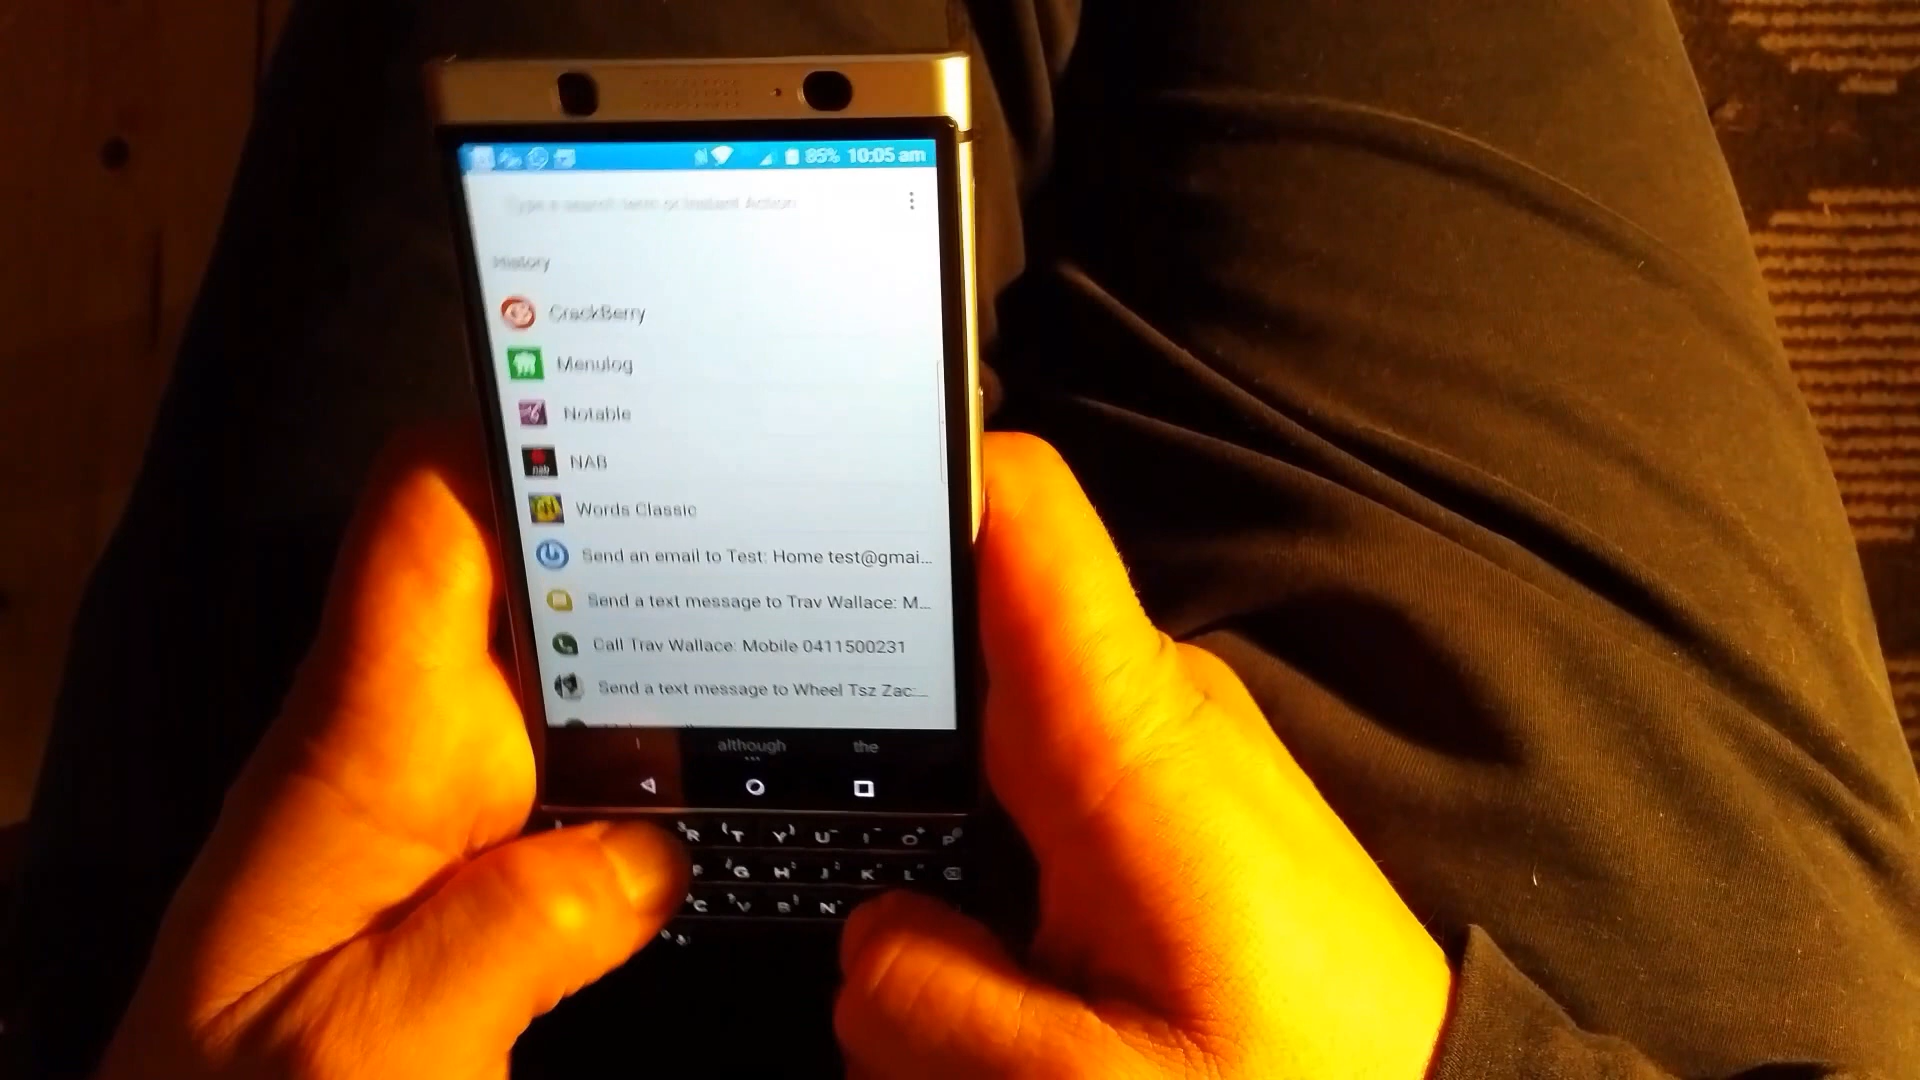 85% 10:05 am
Type a search term or Instant Action
History
CrackBerry
Menulog
Notable
nab NAB
Words Classic
Send an email to Test: Home test@gmai...
Send a text message to Trav Wallace: M...
Call Trav Wallace: Mobile 0411500231
Send a text message to Wheel Tsz Zac:...
I although the
R T Y U I O P
F G H J K L
C V B N